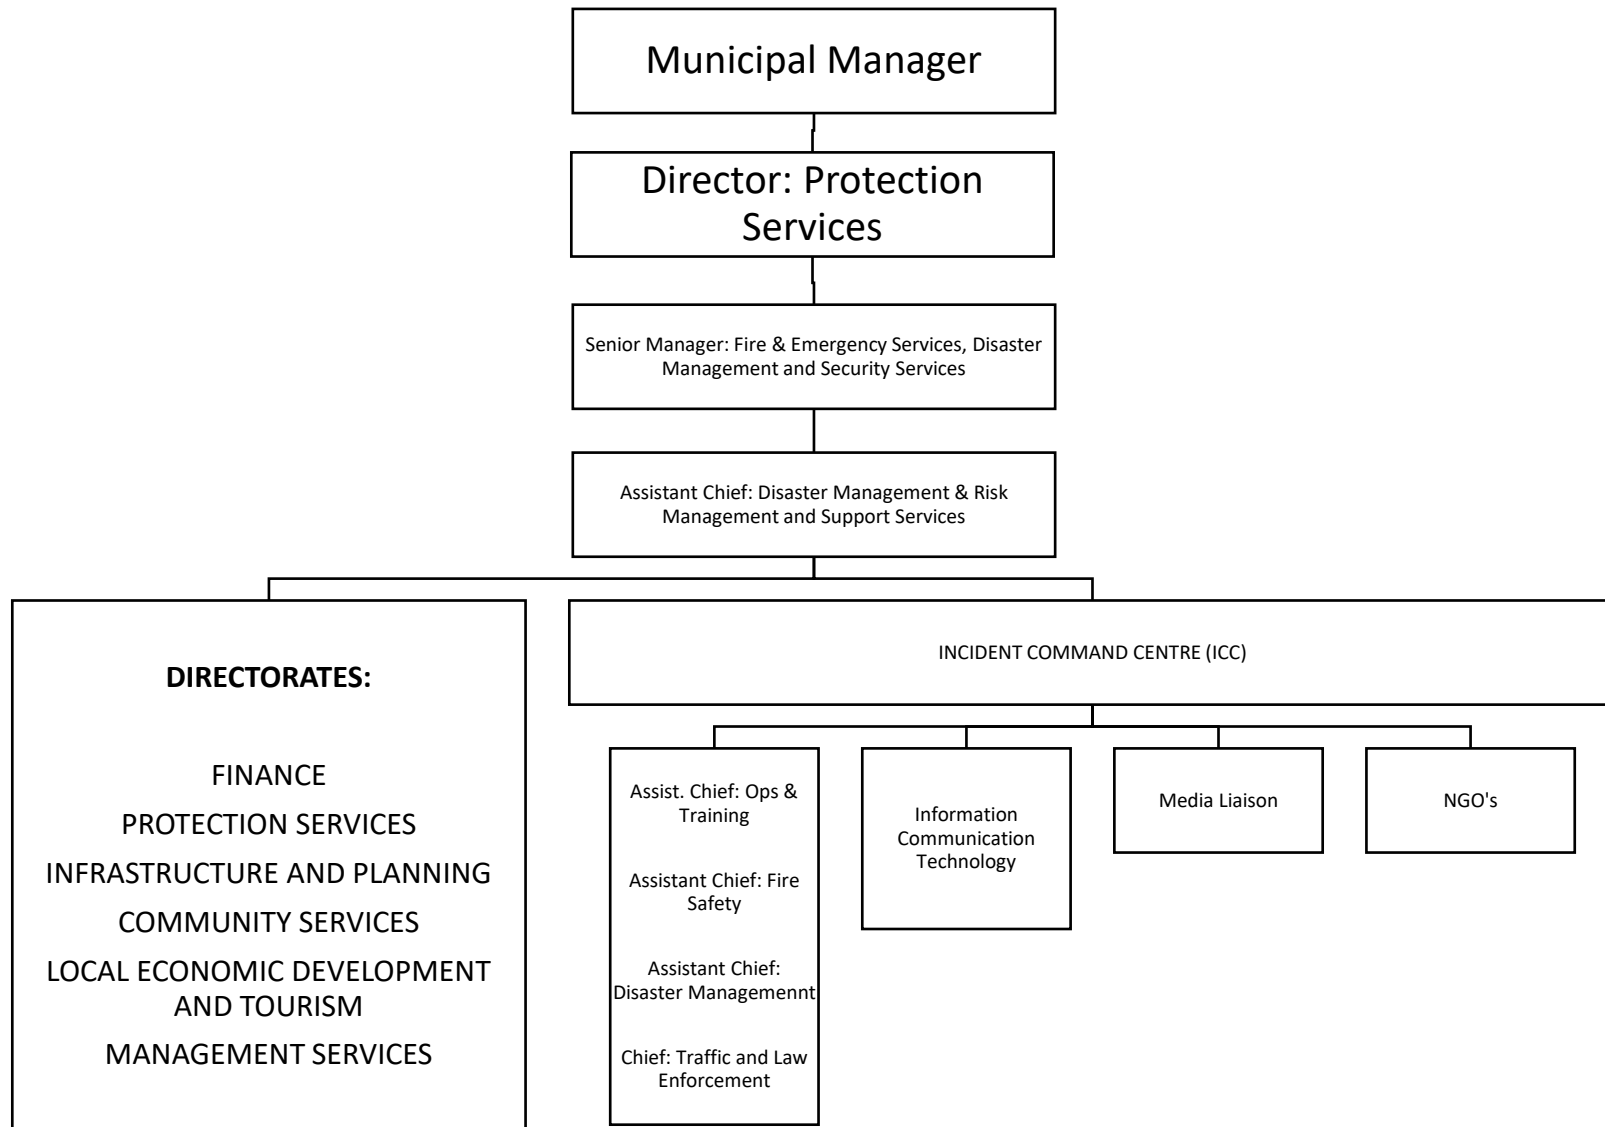 Municipal Manager
Director: Protection
Services
Senior Manager: Fire & Emergency Services, Disaster
Management and Security Services
Assistant Chief: Disaster Management & Risk
Management and Support Services
DIRECTORATES:
FINANCE
PROTECTION SERVICES
INFRASTRUCTURE AND PLANNING
COMMUNITY SERVICES
LOCAL ECONOMIC DEVELOPMENT
AND TOURISM
MANAGEMENT SERVICES
INCIDENT COMMAND CENTRE (ICC)
Assist. Chief: Ops &
Training
Assistant Chief: Fire
Safety
Assistant Chief:
Disaster Managemennt
Chief: Traffic and Law
Enforcement
Information
Communication
Technology
Media Liaison
NGO's